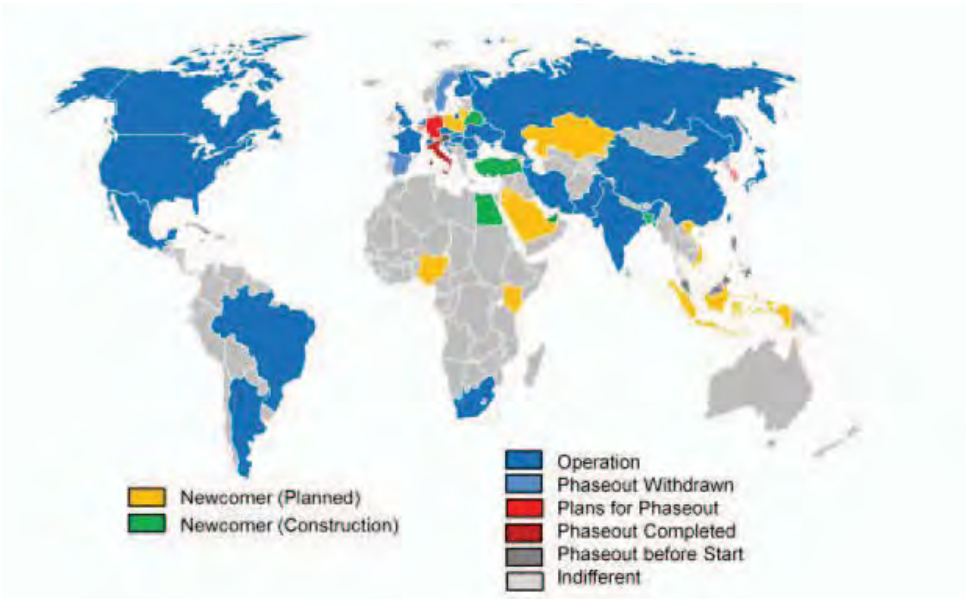 Newcomer (Planned)
Newcomer (Construction)
Operation
Phaseout Withdrawn
Plans for Phaseout
Phaseout Completed
Phaseout before Start
Indifferent